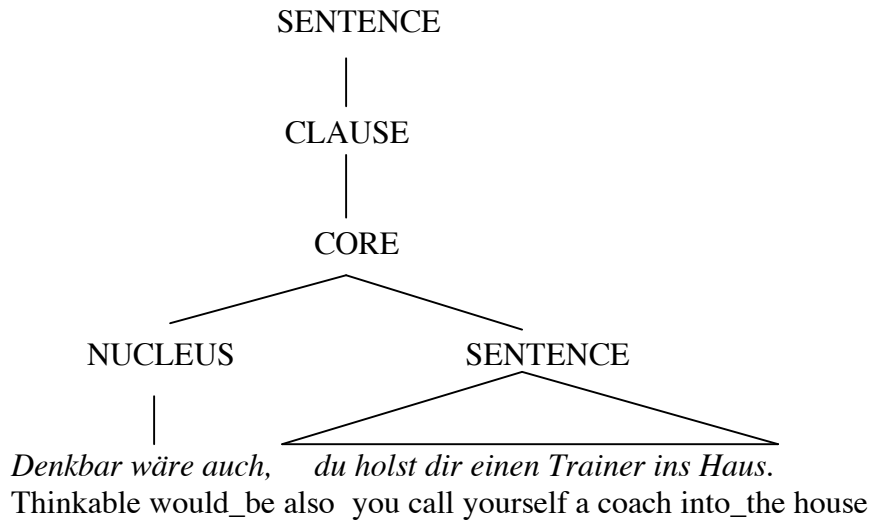 SENTENCE
CLAUSE
CORE
NUCLEUS SENTENCE
Denkbar wäre auch, du holst dir einen Trainer ins Haus.
Thinkable would_be also you call yourself a coach into_the house